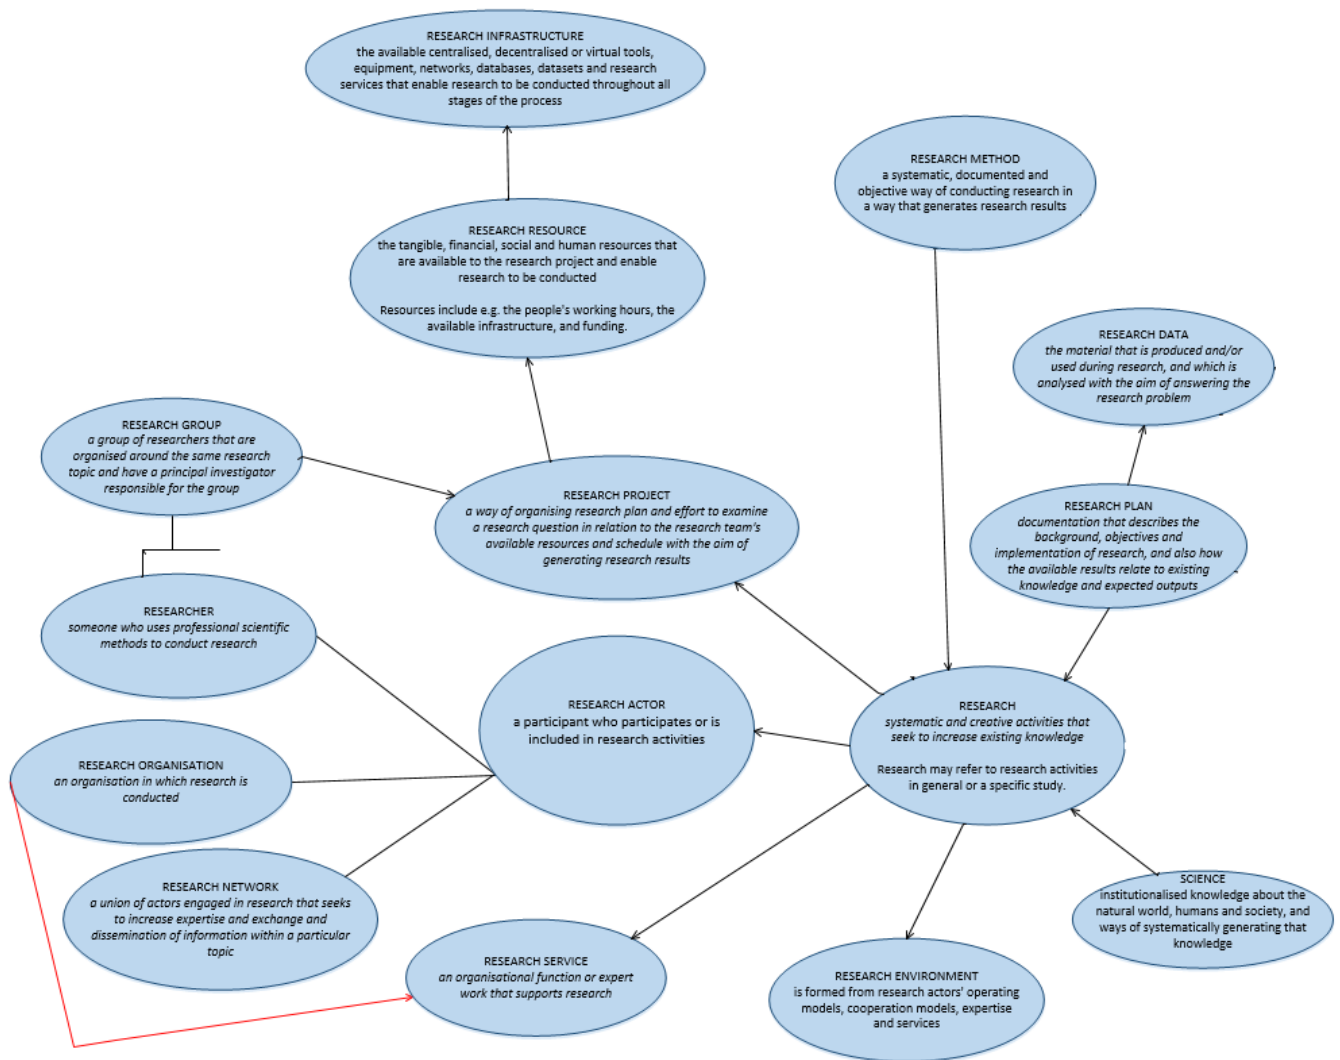 RESEARCH INFRASTRUCTURE
the available centralised, decentralised or virtual tools,
equipment, networks, databases, datasets and research
services that enable research to be conducted throughout all
stages of the process
RESEARCH METHOD
a systematic, documented and
objective way of conducting research in
a way that generates research results
RESEARCH RESOURCE
the tangible, financial, social and human resources that
are available to the research project and enable
research to be conducted
Resources include e.g. the people's working hours, the
available infrastructure, and funding.
RESEARCH DATA
the material that is produced and/or
used during research, and which is
analysed with the aim of answering the
research problem
RESEARCH GROUP
a group of researchers that are
organised around the same research
topic and have a principal investigator
responsible for the group
RESEARCH PROJECT
a way of organising research plan and effort to examine
a research question in relation to the research team's
available resources and schedule with the aim of
generating research results
RESEARCH PLAN
documentation that describes the
background, objectives and
implementation of research, and also how
the available results relate to existing
knowledge and expected outputs
RESEARCHER
someone who uses professional scientific
methods to conduct research
RESEARCH ACTOR
a participant who participates or is
included in research activities
RESEARCH
systematic and creative activities that
seek to increase existing knowledge
Research may refer to research activities
in general or a specific study.
RESEARCH ORGANISATION
an organisation in which research is
conducted
RESEARCH NETWORK
a union of actors engaged in research that seeks
to increase expertise and exchange and
dissemination of information within a particular
topic
SCIENCE
institutionalised knowledge about the
natural world, humans and society, and
ways of systematically generating that
knowledge
RESEARCH SERVICE
an organisational function or expert
work that supports research
RESEARCH ENVIRONMENT
is formed from research actors' operating
models, cooperation models, expertise
and services